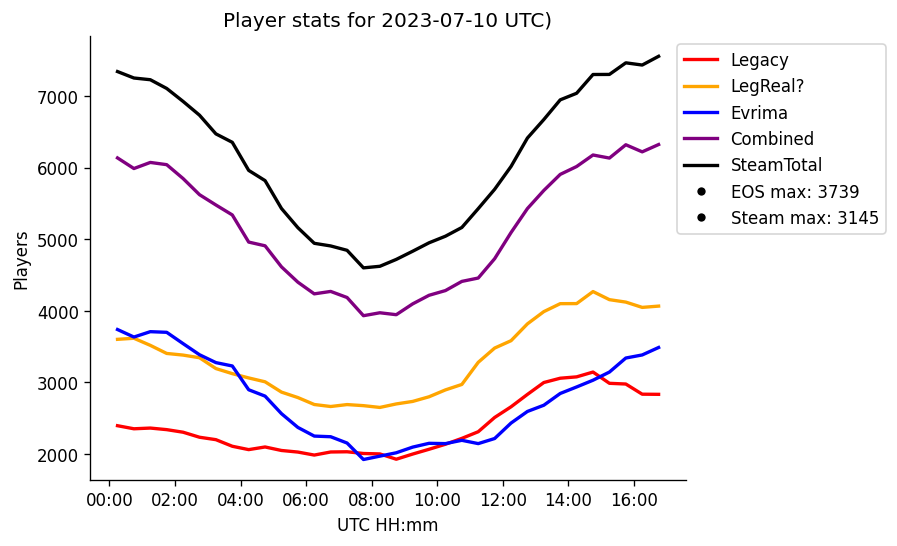 Player stats for 2023-07-10 UTC)
Legacy
LegReal?
Evrima
Combined
SteamTotal
EOS max: 3739
Steam max: 3145
Players
7000
6000
5000
4000
3000
2000
00:00 02:00 04:00 06:00 08:00 10:00 12:00 14:00 16:00
UTC HH:mm